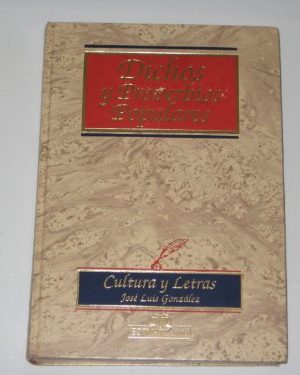 Dichos
y Proverbios
Populares
Cultura y Letras
José Luis González